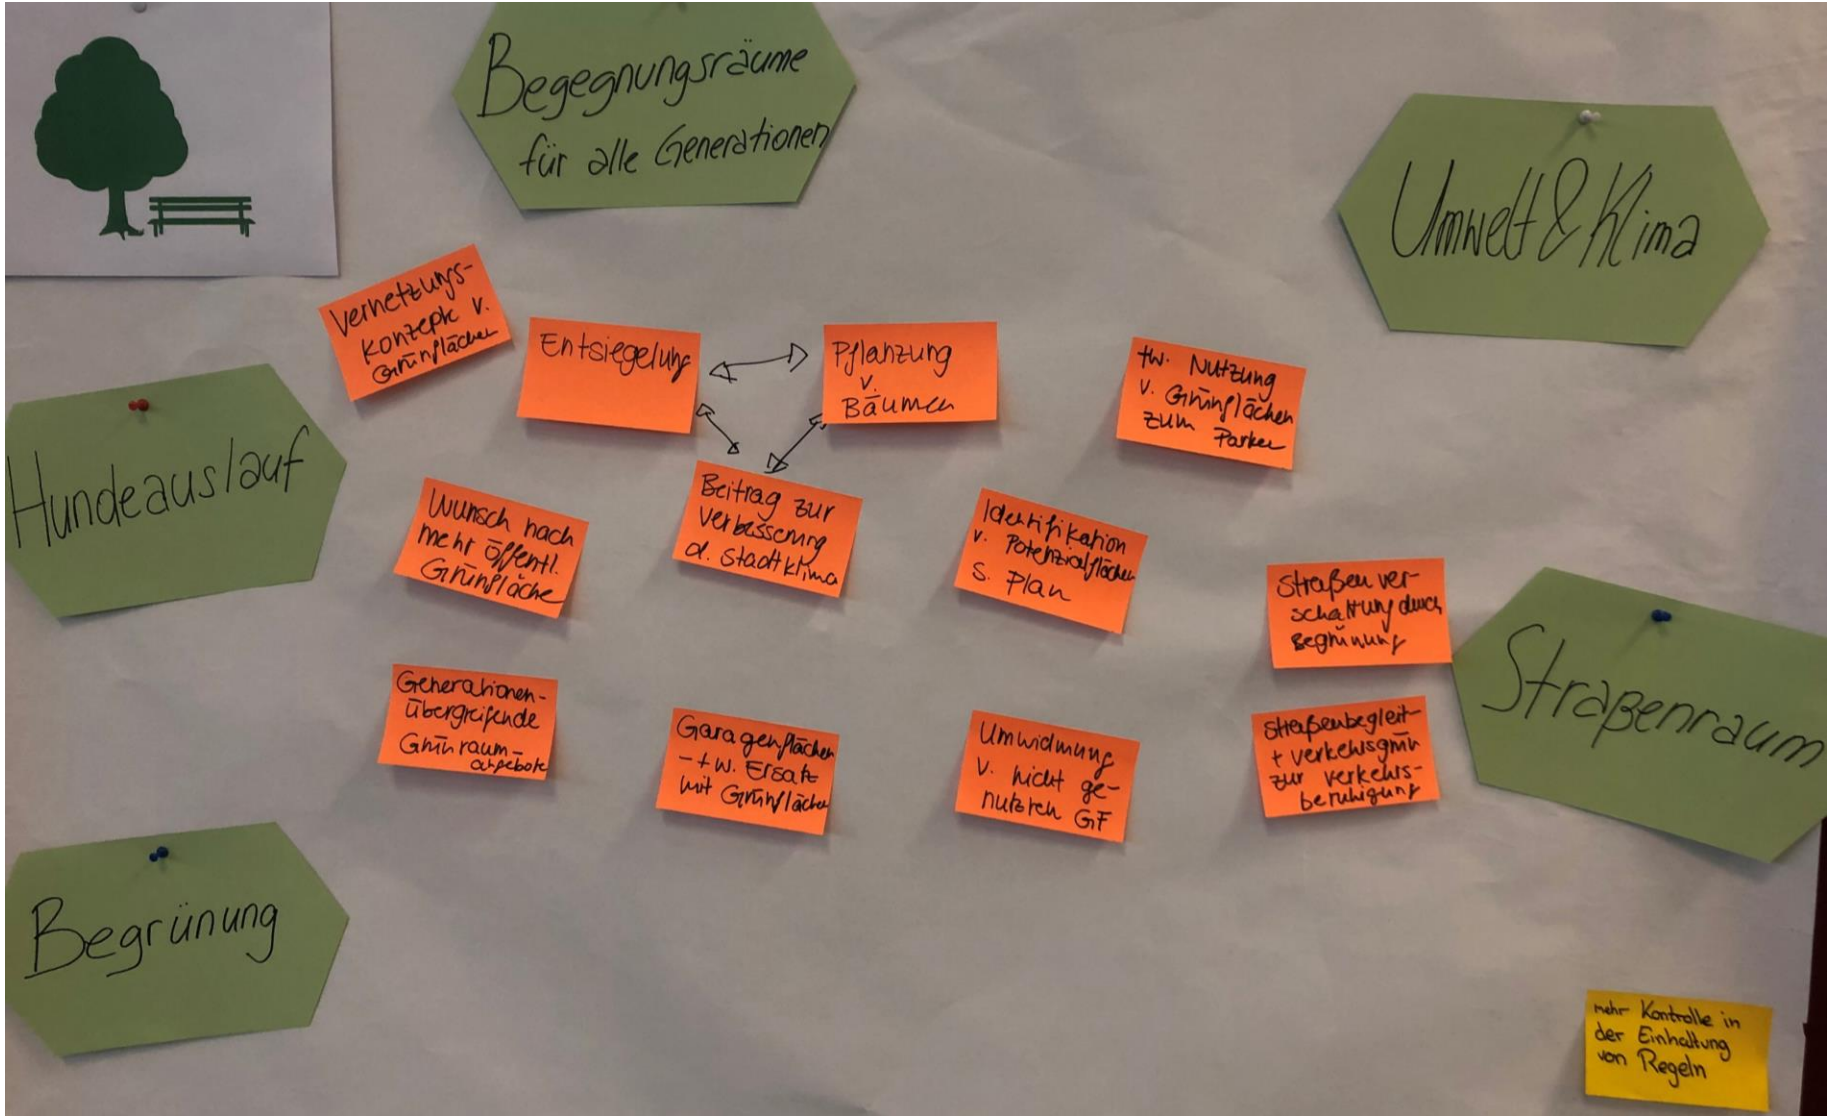 Begegnungsräume
für alle Generationen
Umwelt & Klima
Vernetzungs-
konzept v.
Grünflächen
Entsiegelung
Pflanzung
v.
Bäumen
tw. Nutzung
v. Grünflächen
zum Parken
Hundeauslauf
Wunsch nach
mehr öffentl.
Grünfläche
Beitrag zur
Verbesserung
d. Stadtklima
Identifikation
v. Potenzialflächen
s. Plan
Straßen ver-
schattung durch
Begrünung
Straßenraum
Generationen-
übergreifende
Grünraum-
angebote
Garagenflächen
- tw. Ersatz
mit Grünfläche
Umwidmung
v. nicht ge-
nutzten GF
Straßenbegleit-
+ Verkehrsgrün
zur Verkehrs-
beruhigung
Begrünung
mehr Kontrolle in
der Einhaltung
von Regeln